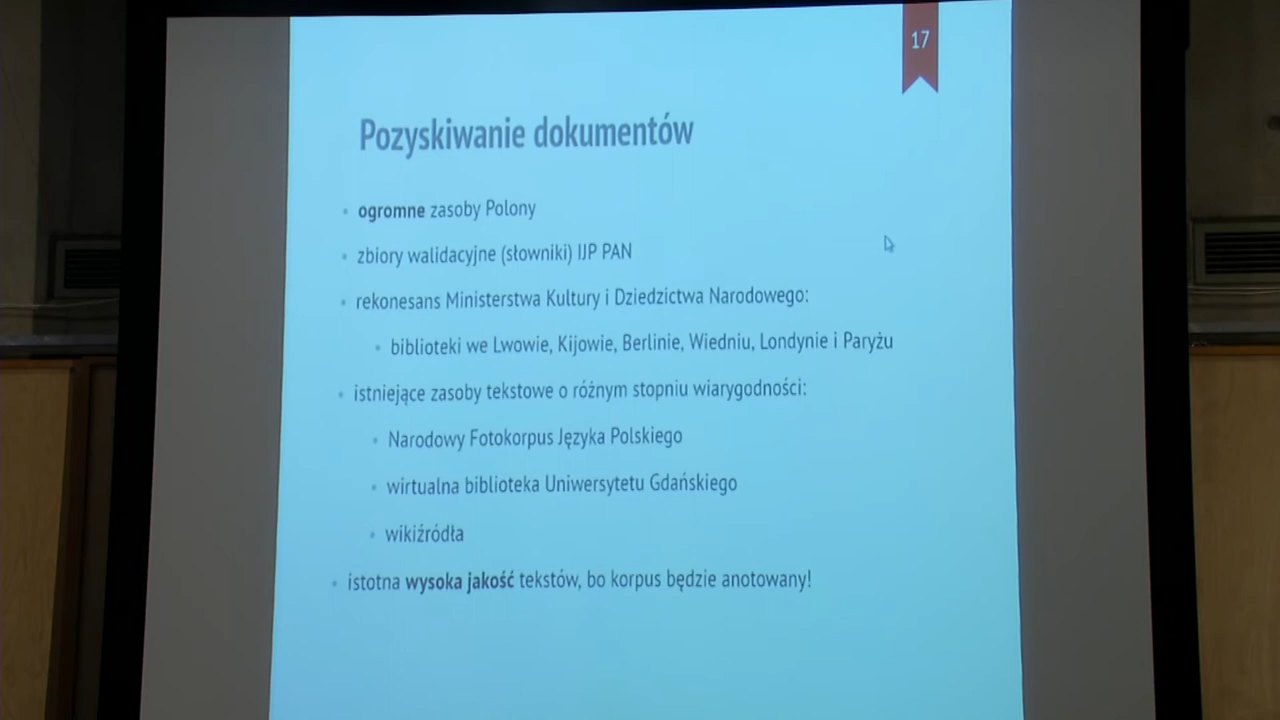 17
Pozyskiwanie dokumentów
ogromne zasoby Polony
zbiory walidacyjne (słowniki) IJP PAN
rekonesans Ministerstwa Kultury i Dziedzictwa Narodowego:
biblioteki we Lwowie, Kijowie, Berlinie, Wiedniu, Londynie i Paryżu
istniejące zasoby tekstowe o różnym stopniu wiarygodności:
Narodowy Fotokorpus Języka Polskiego
wirtualna biblioteka Uniwersytetu Gdańskiego
wikiźródła
istotna wysoka jakość tekstów, bo korpus będzie anotowany!